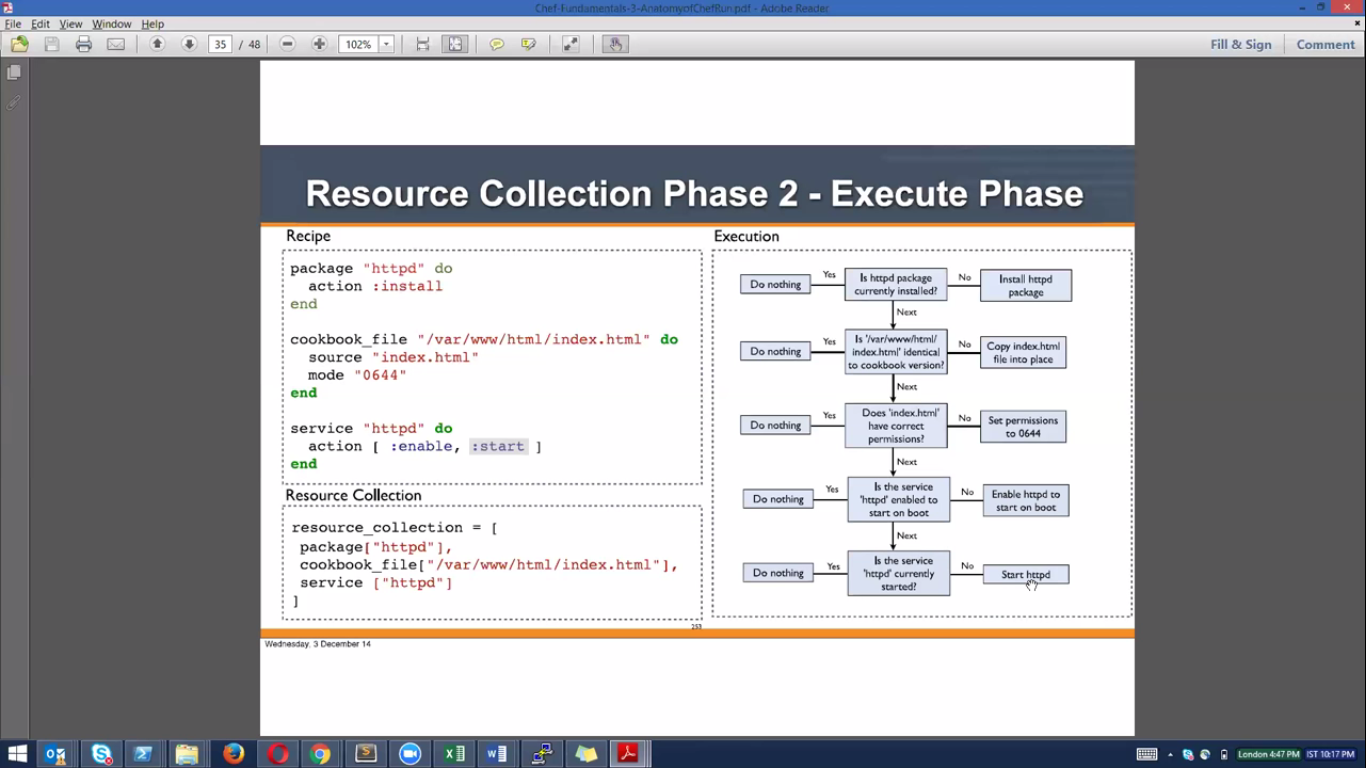 Chef-Fundamentals-3-AnatomyofChefRun.pdf - Adobe Reader
File Edit View Window Help
35 / 48 102% Fill & Sign Comment
Resource Collection Phase 2 - Execute Phase
Recipe
package "httpd" do
action :install
end
cookbook_file "/var/www/html/index.html" do
source "index.html"
mode "0644"
end
service "httpd" do
action [ :enable, :start ]
end
Resource Collection
resource_collection = [
package["httpd"],
cookbook_file["/var/www/html/index.html"],
service ["httpd"]
]
Execution
Do nothing
Yes
Is httpd package
currently installed?
No
Install httpd
package
Next
Do nothing
Yes
Is '/var/www/html/
index.html' identical
to cookbook version?
No
Copy index.html
file into place
Next
Do nothing
Yes
Does 'index.html'
have correct
permissions?
No
Set permissions
to 0644
Next
Do nothing
Yes
Is the service
'httpd' enabled to
start on boot
No
Enable httpd to
start on boot
Next
Do nothing
Yes
Is the service
'httpd' currently
started?
No
Start httpd
253
Wednesday, 3 December 14
London 4:47 PM IST 10:17 PM